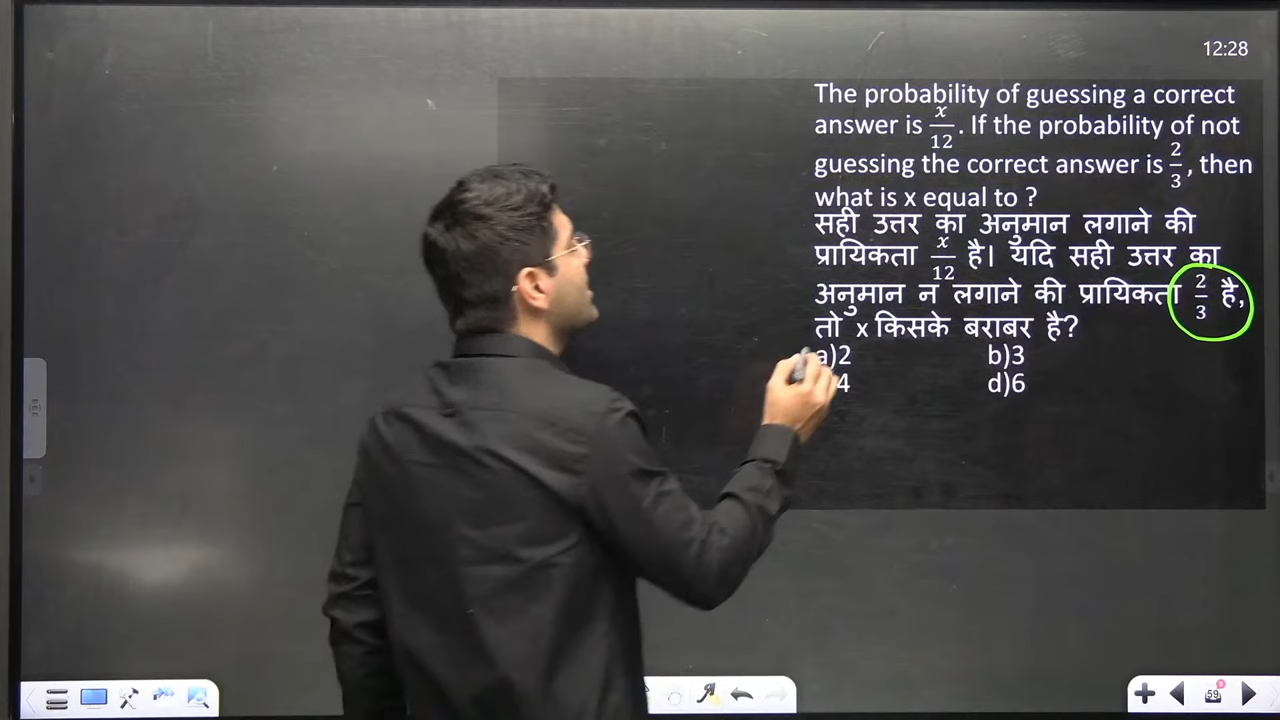 12:28
The probability of guessing a correct
answer is x/12. If the probability of not
guessing the correct answer is 2/3, then
what is x equal to ?
सही उत्तर का अनुमान लगाने की
प्रायिकता x/12 है। यदि सही उत्तर का
अनुमान न लगाने की प्रायिकता 2/3 है,
तो x किसके बराबर है?
a)2 b)3
4 d)6
59